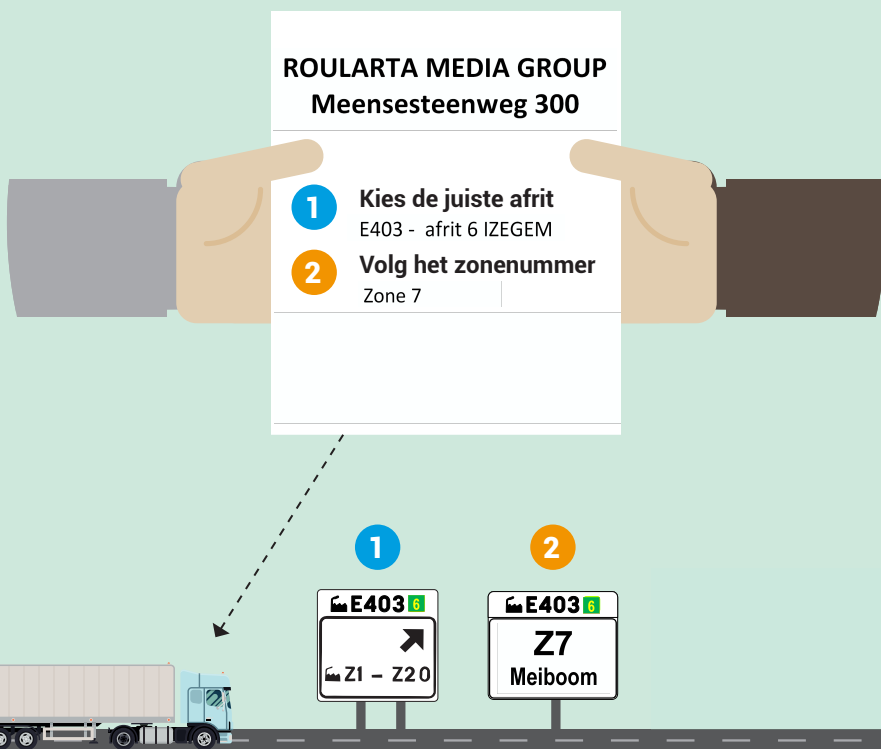 ROULARTA MEDIA GROUP
Meensesteenweg 300
1 Kies de juiste afrit
E403 - afrit 6 IZEGEM
2 Volg het zonenummer
Zone 7
1
E403 6
Z1 – Z20
2
E403 6
Z7
Meiboom